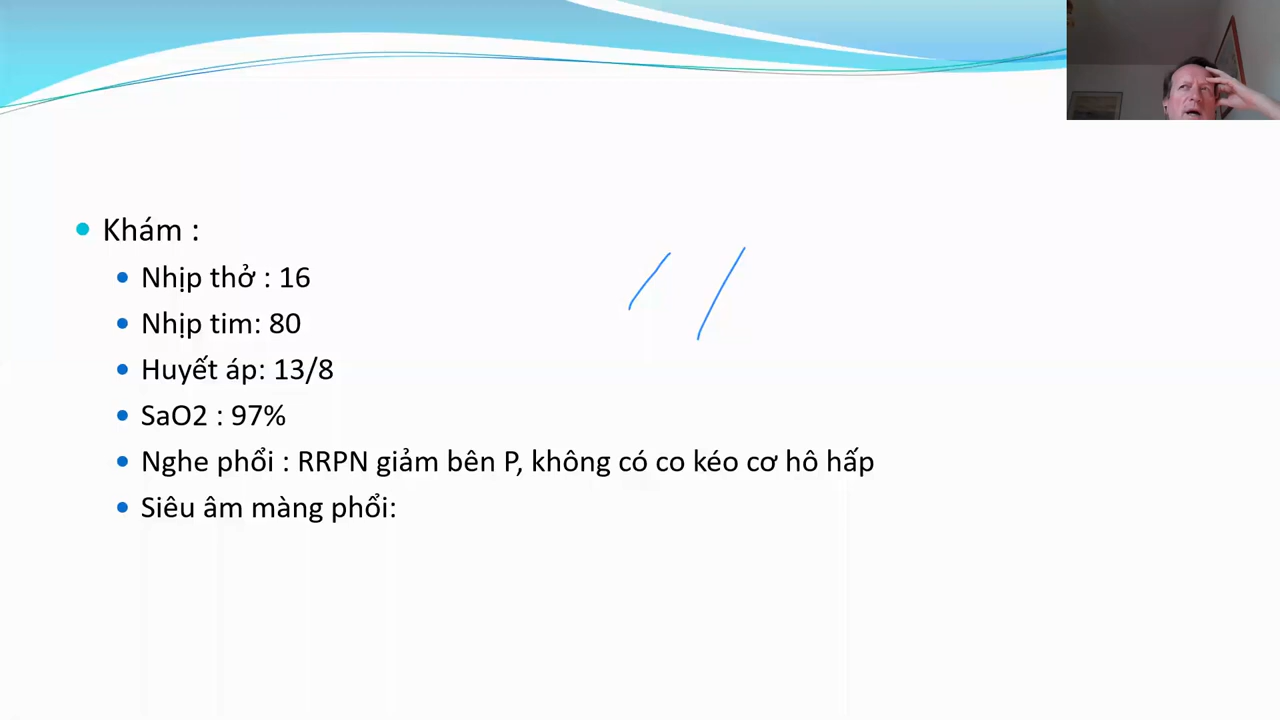 Khám :
Nhịp thở : 16
Nhịp tim: 80
Huyết áp: 13/8
SaO2 : 97%
Nghe phổi : RRPN giảm bên P, không có co kéo cơ hô hấp
Siêu âm màng phổi: